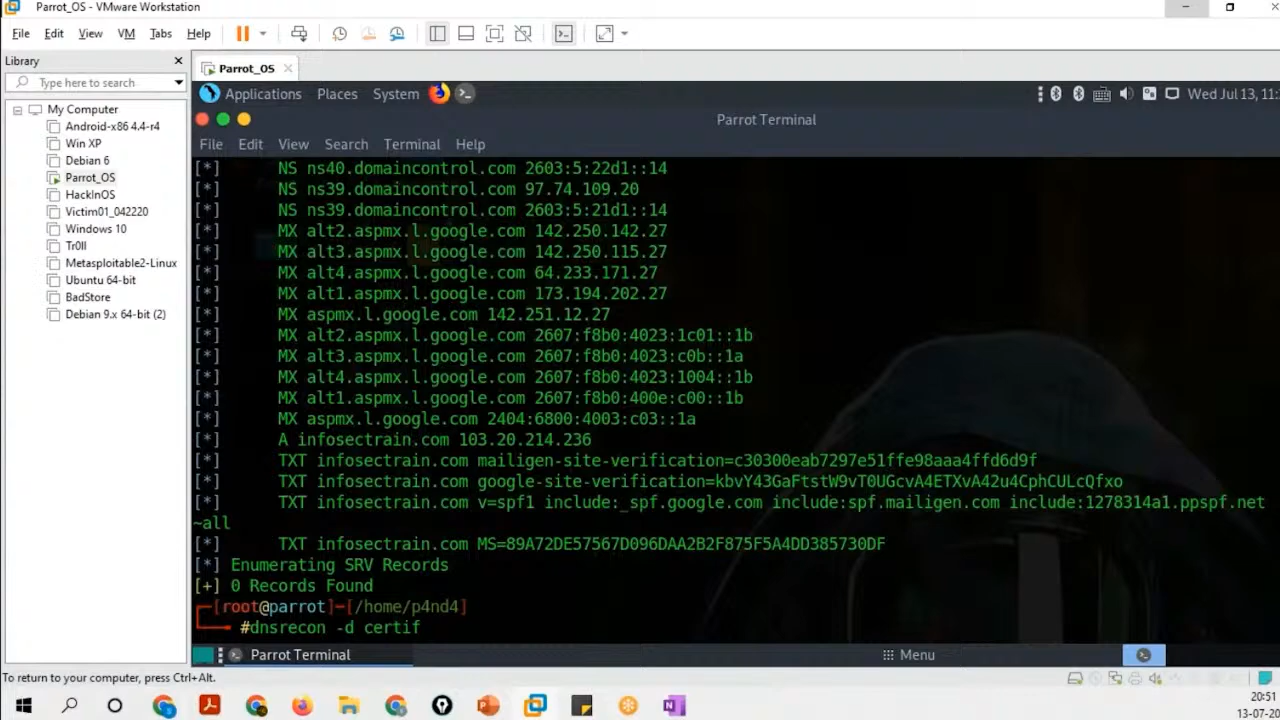 Parrot_OS - VMware Workstation
File Edit View VM Tabs Help
Library
Type here to search
My Computer
Android-x86 4.4-r4
Win XP
Debian 6
Parrot_OS
HackInOS
Victim01_042220
Windows 10
Tr0ll
Metasploitable2-Linux
Ubuntu 64-bit
BadStore
Debian 9.x 64-bit (2)
Parrot_OS
Applications Places System Wed Jul 13, 11:
Parrot Terminal
File Edit View Search Terminal Help
[*] NS ns40.domaincontrol.com 2603:5:22d1::14
[*] NS ns39.domaincontrol.com 97.74.109.20
[*] NS ns39.domaincontrol.com 2603:5:21d1::14
[*] MX alt2.aspmx.l.google.com 142.250.142.27
[*] MX alt3.aspmx.l.google.com 142.250.115.27
[*] MX alt4.aspmx.l.google.com 64.233.171.27
[*] MX alt1.aspmx.l.google.com 173.194.202.27
[*] MX aspmx.l.google.com 142.251.12.27
[*] MX alt2.aspmx.l.google.com 2607:f8b0:4023:1c01::1b
[*] MX alt3.aspmx.l.google.com 2607:f8b0:4023:c0b::1a
[*] MX alt4.aspmx.l.google.com 2607:f8b0:4023:1004::1b
[*] MX alt1.aspmx.l.google.com 2607:f8b0:400e:c00::1b
[*] MX aspmx.l.google.com 2404:6800:4003:c03::1a
[*] A infosectrain.com 103.20.214.236
[*] TXT infosectrain.com mailigen-site-verification=c30300eab7297e51ffe98aaa4ffd6d9f
[*] TXT infosectrain.com google-site-verification=kbvY43GaFtstW9vT0UGcvA4ETXvA42u4CphCULcQfxo
[*] TXT infosectrain.com v=spf1 include:_spf.google.com include:spf.mailigen.com include:1278314a1.ppspf.net
~all
[*] TXT infosectrain.com MS=89A72DE57567D096DAA2B2F875F5A4DD385730DF
[*] Enumerating SRV Records
[+] 0 Records Found
[root@parrot]-[/home/p4nd4]
#dnsrecon -d certif
Parrot Terminal Menu
To return to your computer, press Ctrl+Alt.
20:51
13-07-20